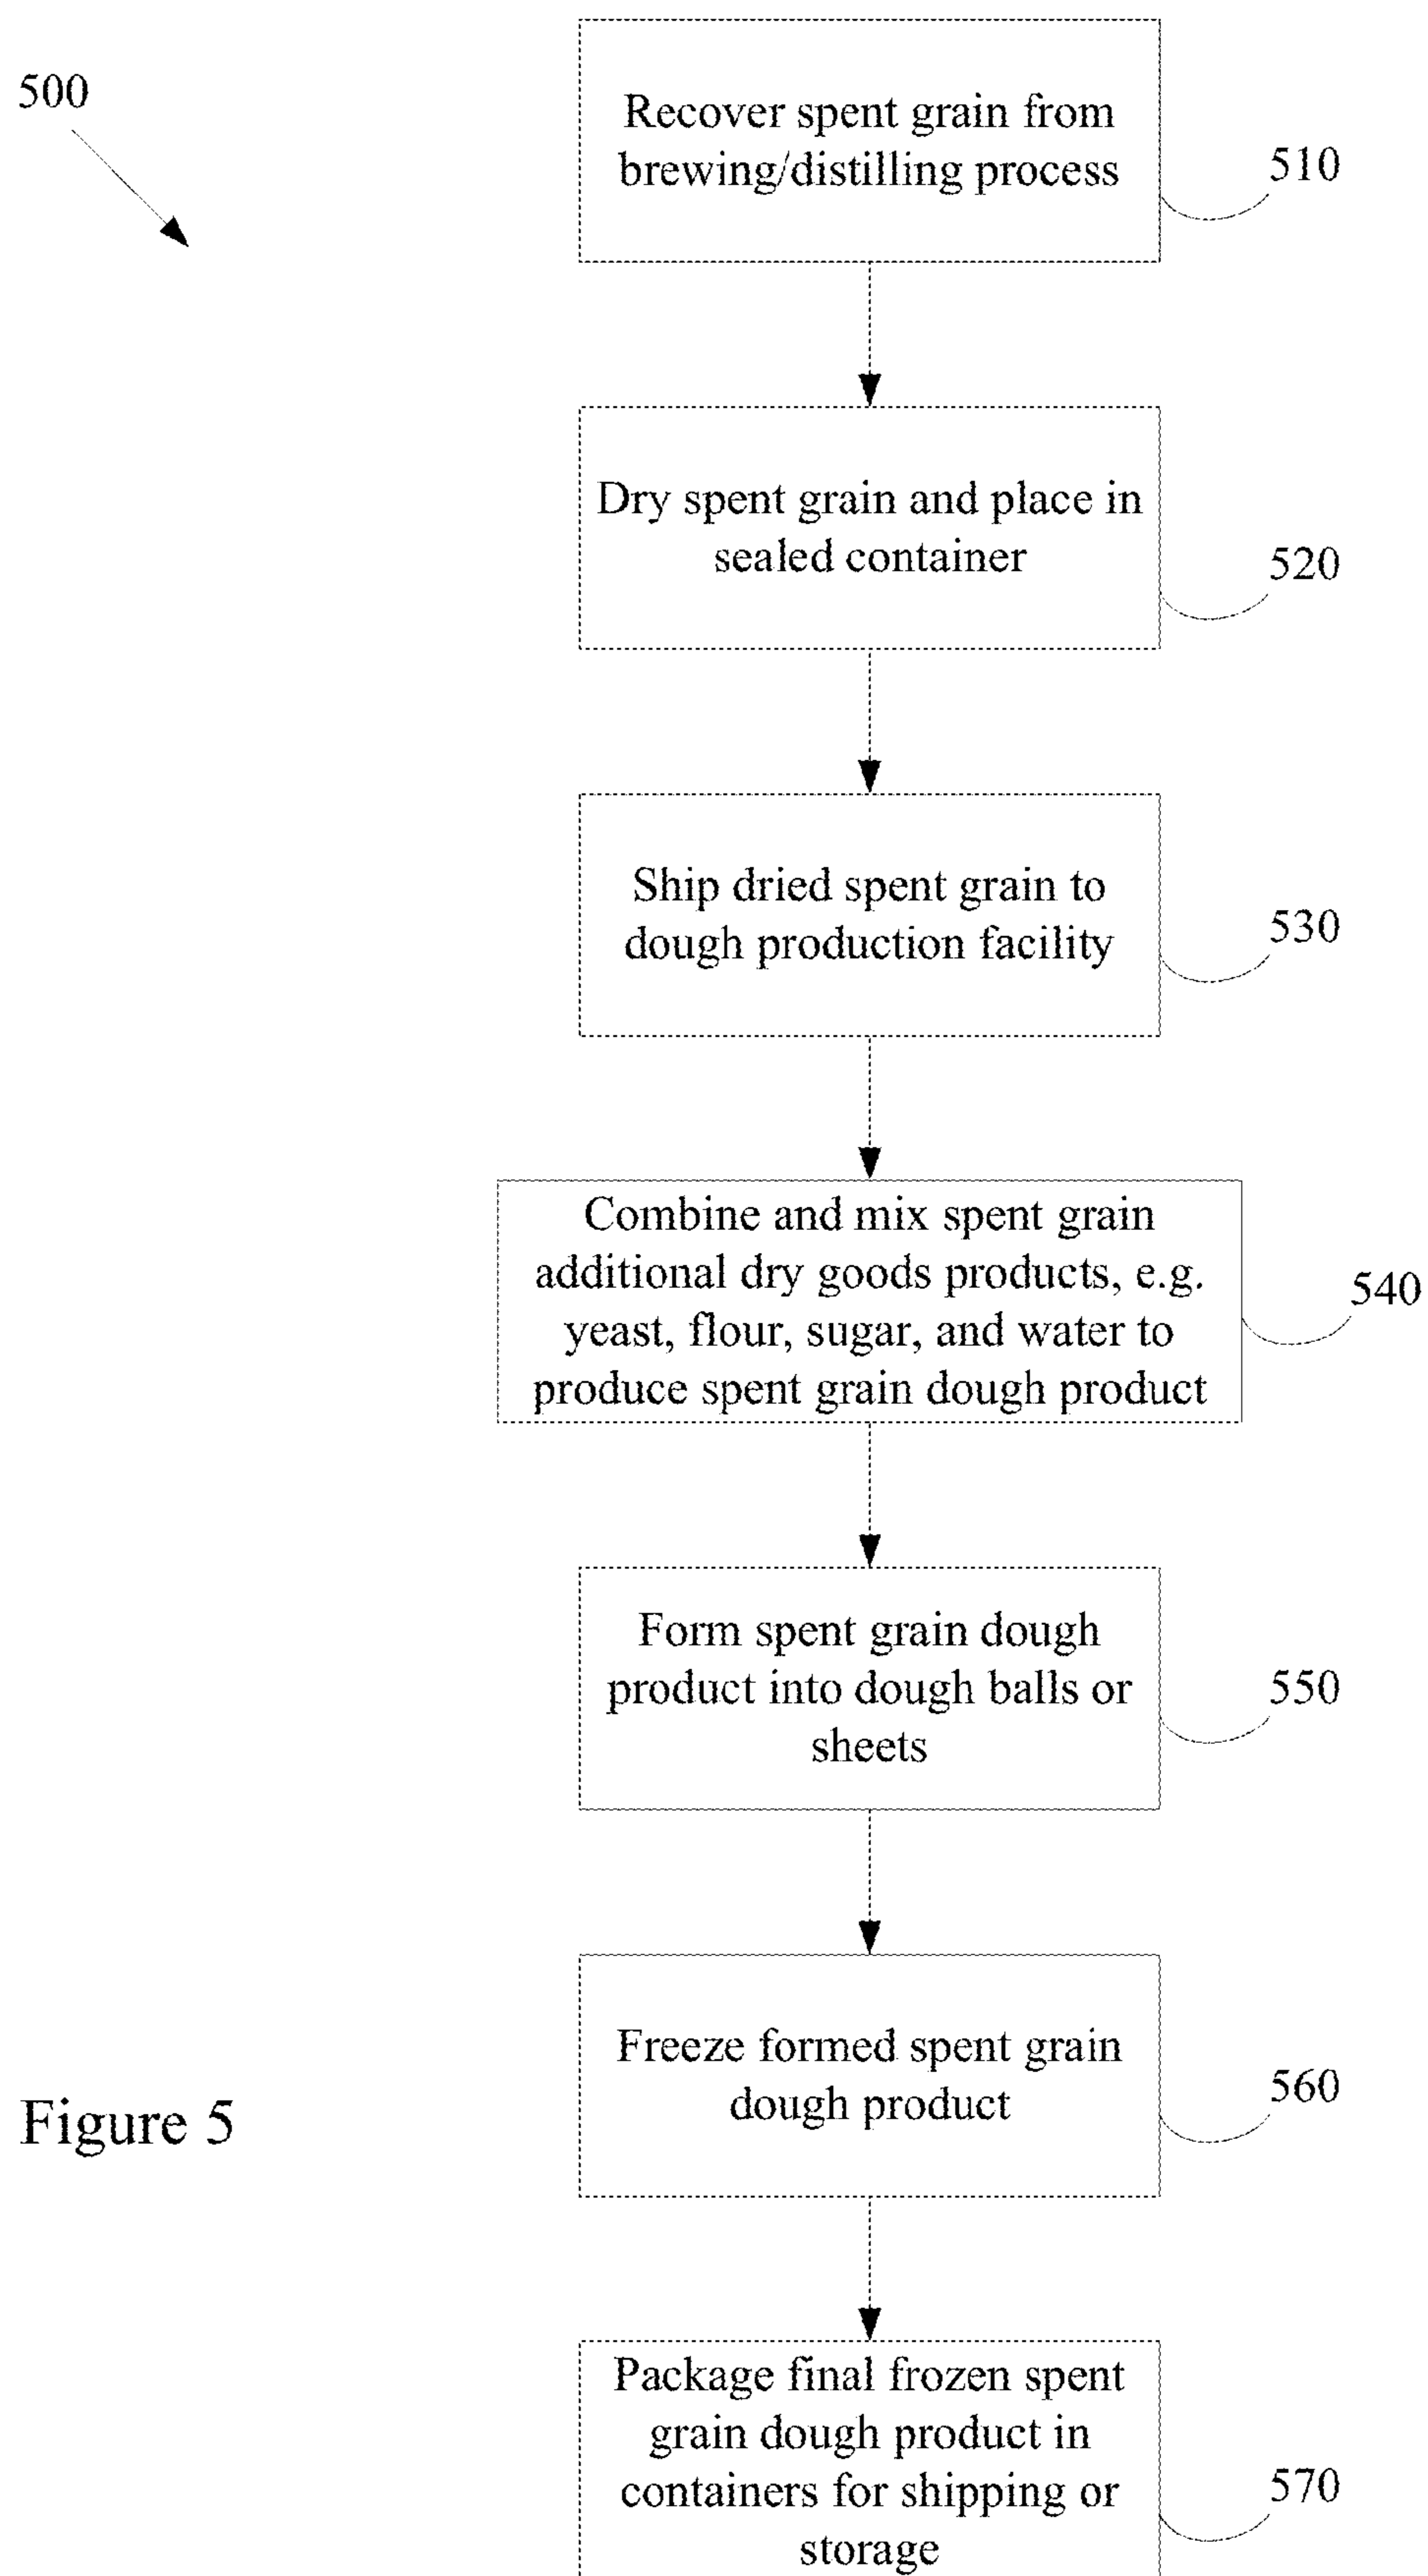 500
Recover spent grain from
brewing/distilling process
510
Dry spent grain and place in
sealed container
520
Ship dried spent grain to
dough production facility
530
Combine and mix spent grain
additional dry goods products, e.g.
yeast, flour, sugar, and water to
produce spent grain dough product
540
Form spent grain dough
product into dough balls or
sheets
550
Freeze formed spent grain
dough product
560
Figure 5
Package final frozen spent
grain dough product in
containers for shipping or
storage
570